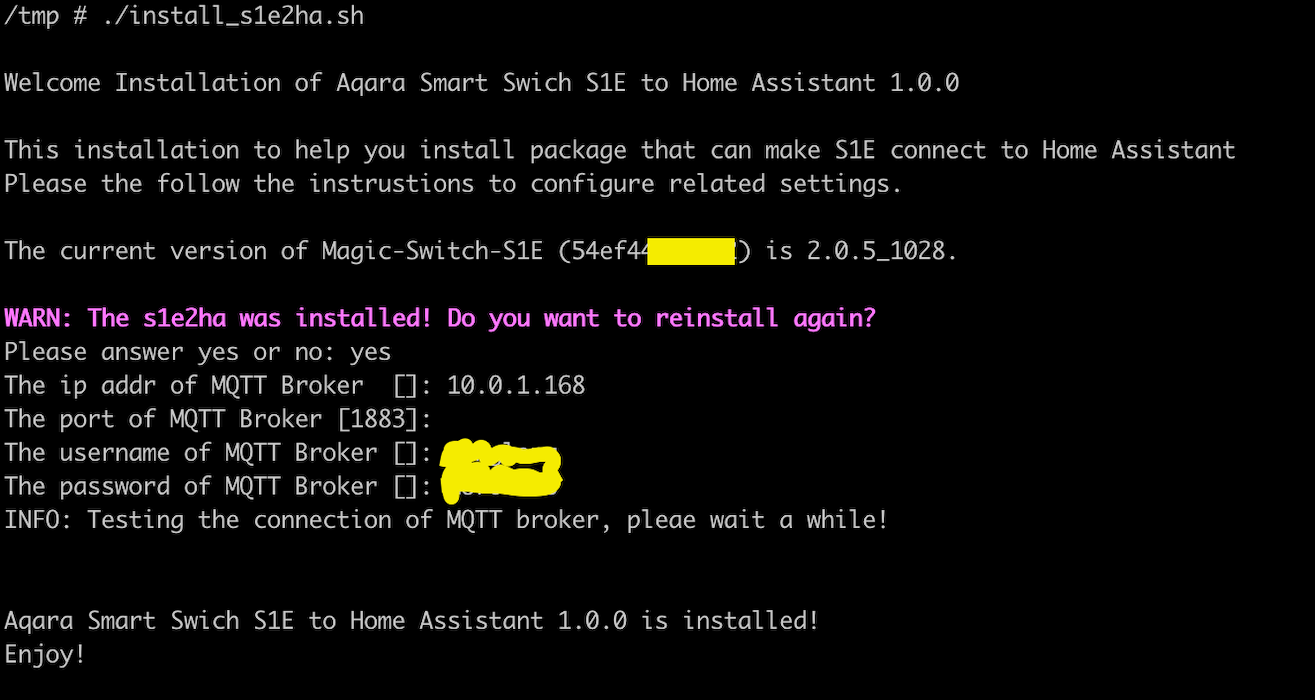 /tmp # ./install_s1e2ha.sh
Welcome Installation of Aqara Smart Swich S1E to Home Assistant 1.0.0
This installation to help you install package that can make S1E connect to Home Assistant
Please the follow the instrustions to configure related settings.
The current version of Magic-Switch-S1E (54ef44 ) is 2.0.5_1028.
WARN: The s1e2ha was installed! Do you want to reinstall again?
Please answer yes or no: yes
The ip addr of MQTT Broker  []: 10.0.1.168
The port of MQTT Broker [1883]:
The username of MQTT Broker []:
The password of MQTT Broker []:
INFO: Testing the connection of MQTT broker, pleae wait a while!
Aqara Smart Swich S1E to Home Assistant 1.0.0 is installed!
Enjoy!